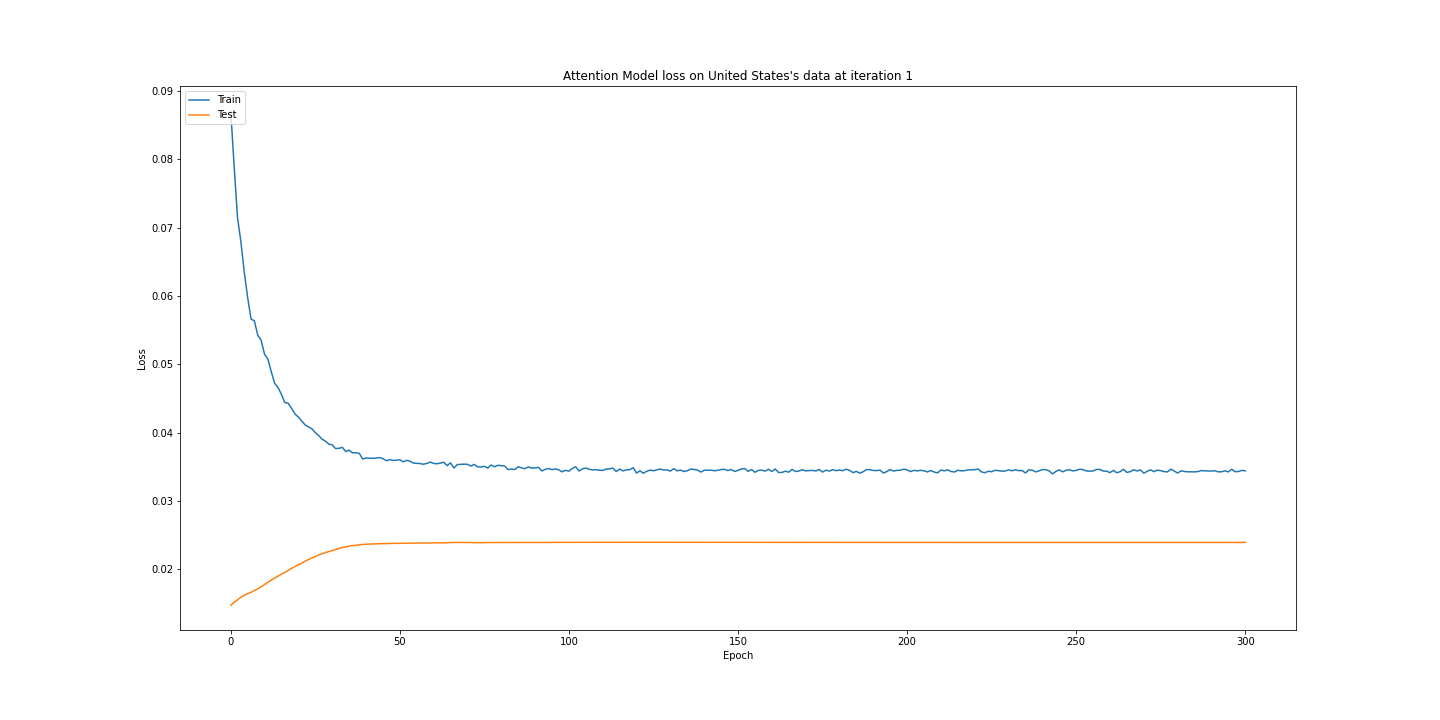 Attention Model loss on United States's data at iteration 1
Train
Test
0.09
0.08
0.07
0.06
0.05
0.04
0.03
0.02
Loss
0 50 100 150 200 250 300
Epoch